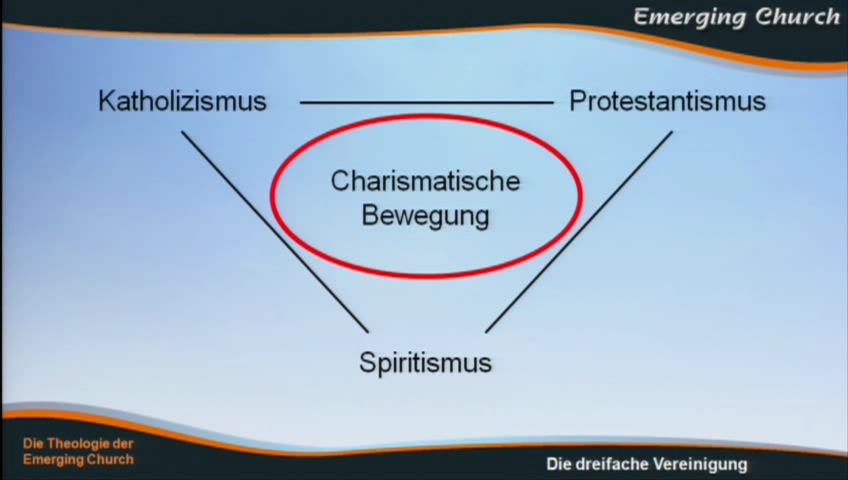 Emerging Church
Katholizismus
Protestantismus
Charismatische
Bewegung
Spiritismus
Die Theologie der
Emerging Church
Die dreifache Vereinigung